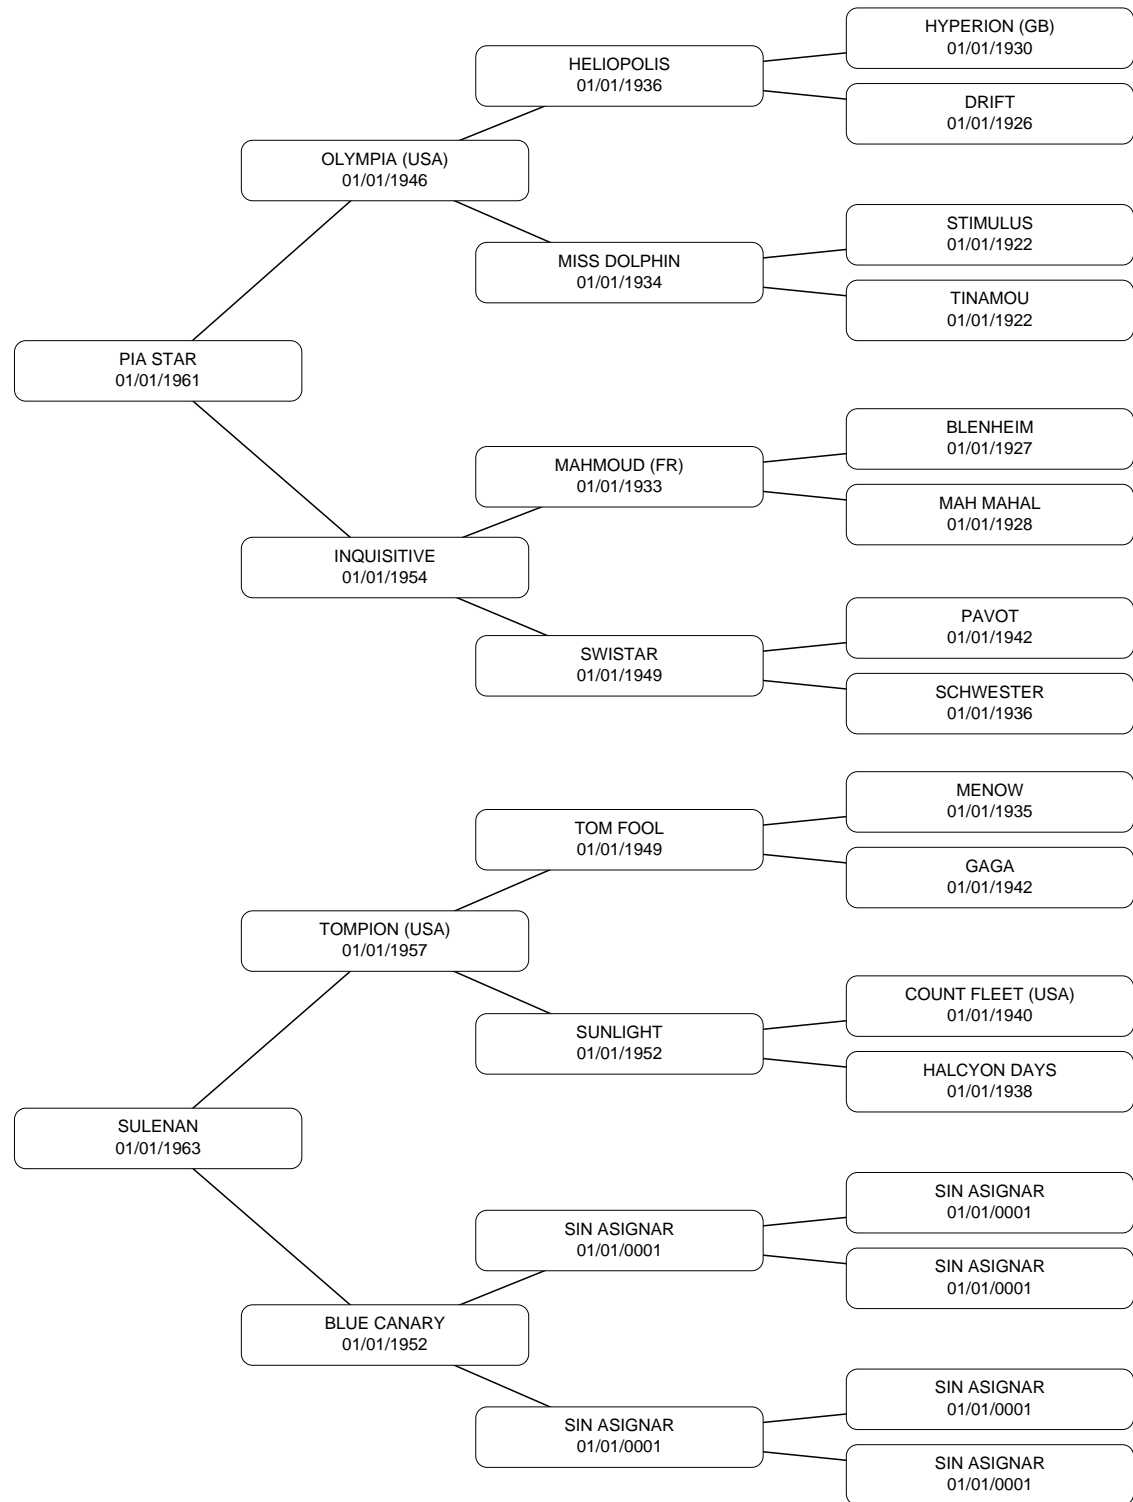 HYPERION (GB)
01/01/1930
HELIOPOLIS
01/01/1936
DRIFT
01/01/1926
OLYMPIA (USA)
01/01/1946
STIMULUS
01/01/1922
MISS DOLPHIN
01/01/1934
TINAMOU
01/01/1922
PIA STAR
01/01/1961
BLENHEIM
01/01/1927
MAHMOUD (FR)
01/01/1933
MAH MAHAL
01/01/1928
INQUISITIVE
01/01/1954
PAVOT
01/01/1942
SWISTAR
01/01/1949
SCHWESTER
01/01/1936
MENOW
01/01/1935
TOM FOOL
01/01/1949
GAGA
01/01/1942
TOMPION (USA)
01/01/1957
COUNT FLEET (USA)
01/01/1940
SUNLIGHT
01/01/1952
HALCYON DAYS
01/01/1938
SULENAN
01/01/1963
SIN ASIGNAR
01/01/0001
SIN ASIGNAR
01/01/0001
SIN ASIGNAR
01/01/0001
BLUE CANARY
01/01/1952
SIN ASIGNAR
01/01/0001
SIN ASIGNAR
01/01/0001
SIN ASIGNAR
01/01/0001